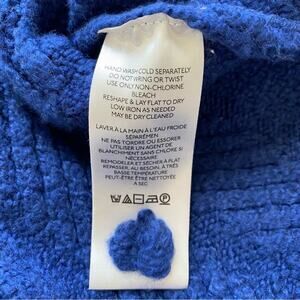 HAND WASH COLD SEPARATELY
DO NOT WRING OR TWIST
USE ONLY NON-CHLORINE
BLEACH
RESHAPE & LAY FLAT TO DRY
LOW IRON AS NEEDED
MAY BE DRY CLEANED
LAVER À LA MAIN À L'EAU FROIDE
SÉPARÉMEN
NE PAS TORDRE OU ESSORER
UTILISER UN AGENT DE
BLANCHIMENT SANS CHLORE SI
NÉCESSAIRE
REMODELER ET SÉCHER À PLAT
REPASSER, AU BESOIN, À TRÈS
BASSE TEMPÉRATURE
PEUT-ÊTRE ÊTRE NETTOYÉE
A SEC